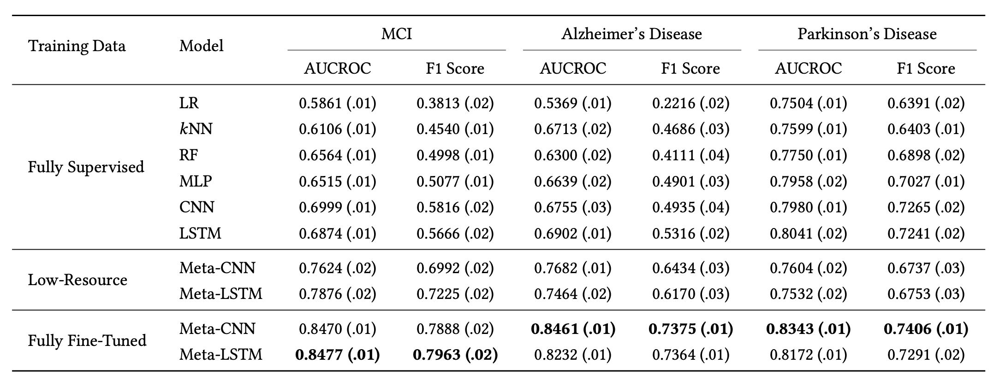 Training Data Model MCI Alzheimer's Disease Parkinson's Disease
AUCROC F1 Score AUCROC F1 Score AUCROC F1 Score
Fully Supervised
LR 0.5861 (.01) 0.3813 (.02) 0.5369 (.01) 0.2216 (.02) 0.7504 (.01) 0.6391 (.02)
kNN 0.6106 (.01) 0.4540 (.01) 0.6713 (.02) 0.4686 (.03) 0.7599 (.01) 0.6403 (.01)
RF 0.6564 (.01) 0.4998 (.01) 0.6300 (.02) 0.4111 (.04) 0.7750 (.01) 0.6898 (.02)
MLP 0.6515 (.01) 0.5077 (.01) 0.6639 (.02) 0.4901 (.03) 0.7958 (.02) 0.7027 (.01)
CNN 0.6999 (.01) 0.5816 (.02) 0.6755 (.03) 0.4935 (.04) 0.7980 (.01) 0.7265 (.02)
LSTM 0.6874 (.01) 0.5666 (.02) 0.6902 (.01) 0.5316 (.02) 0.8041 (.02) 0.7241 (.02)
Low-Resource
Meta-CNN 0.7624 (.02) 0.6992 (.02) 0.7682 (.01) 0.6434 (.03) 0.7604 (.02) 0.6737 (.03)
Meta-LSTM 0.7876 (.02) 0.7225 (.02) 0.7464 (.02) 0.6170 (.03) 0.7532 (.02) 0.6753 (.03)
Fully Fine-Tuned
Meta-CNN 0.8470 (.01) 0.7888 (.02) 0.8461 (.01) 0.7375 (.01) 0.8343 (.01) 0.7406 (.01)
Meta-LSTM 0.8477 (.01) 0.7963 (.02) 0.8232 (.01) 0.7364 (.01) 0.8172 (.01) 0.7291 (.02)